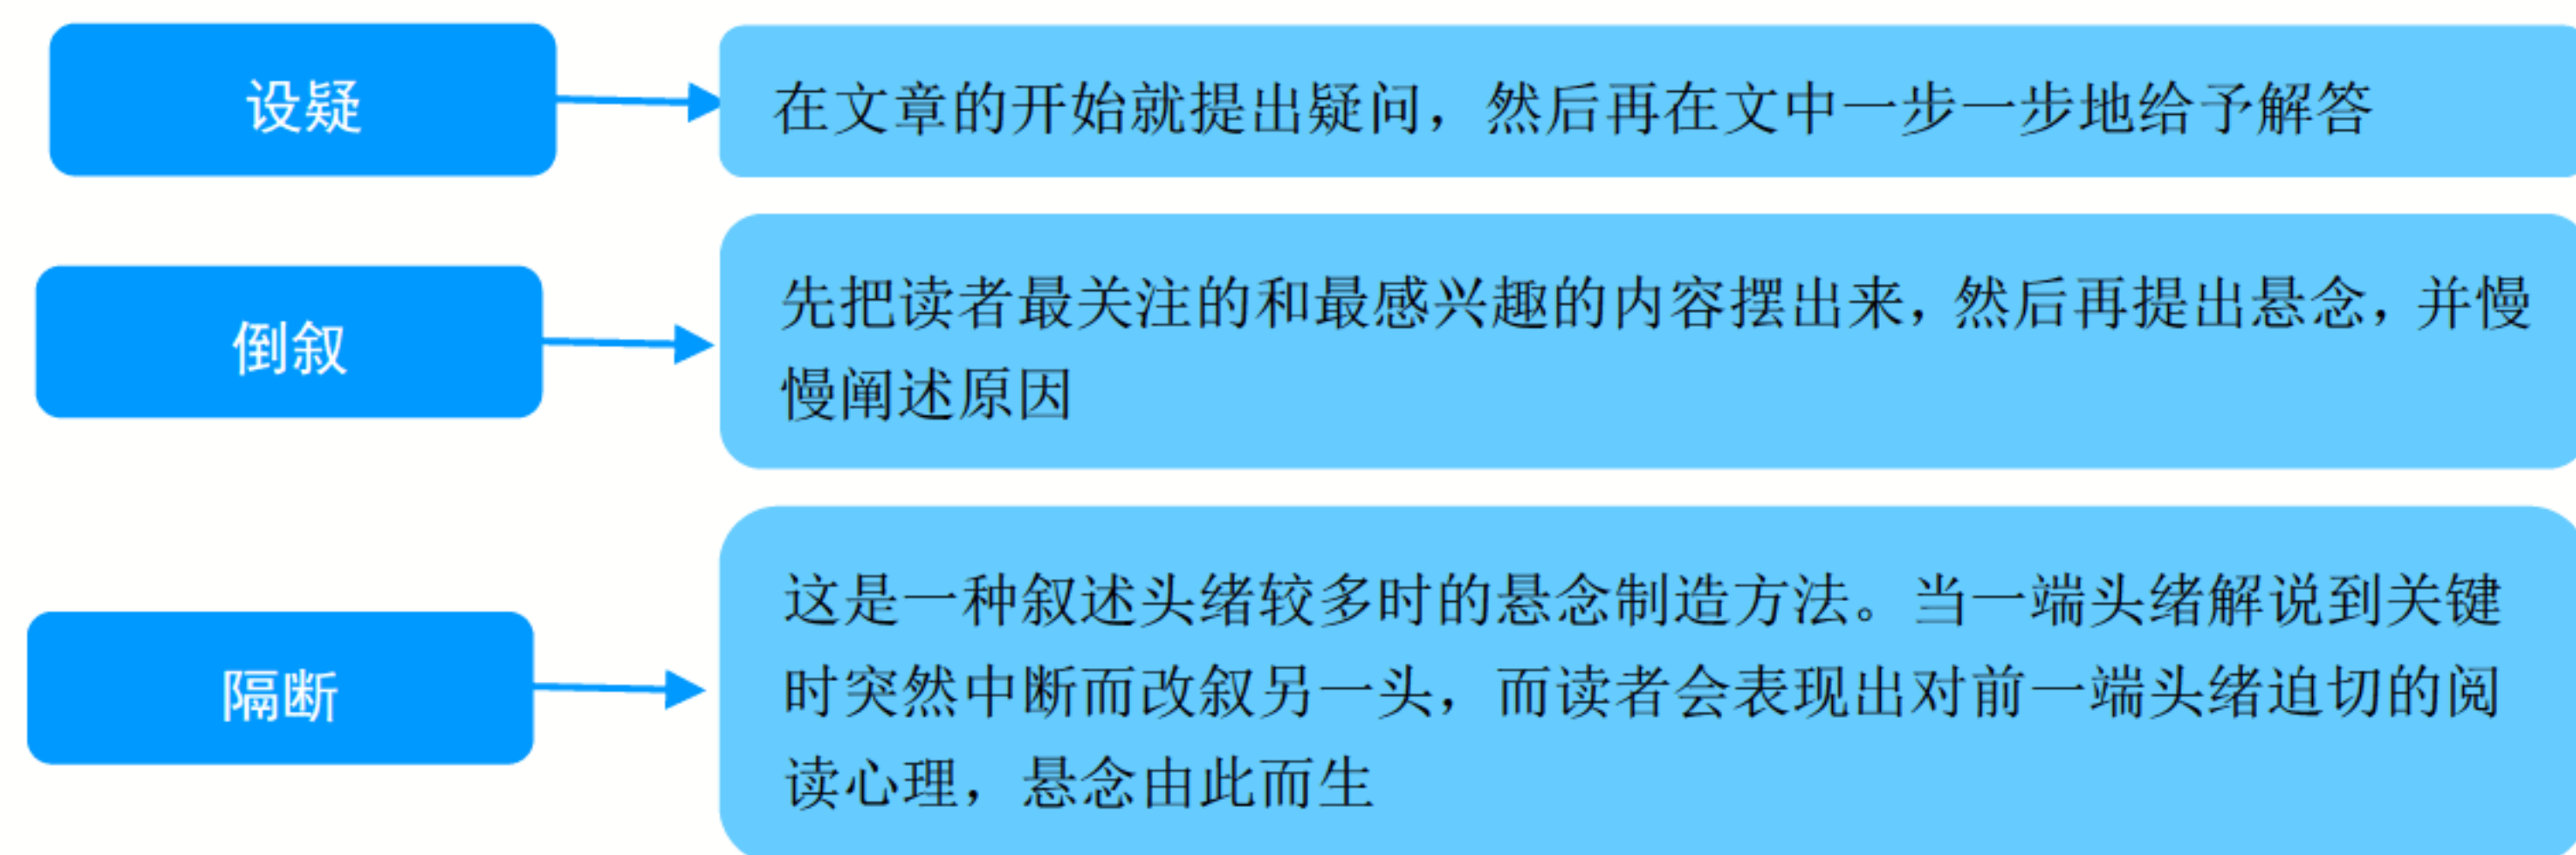 设疑
在文章的开始就提出疑问，然后再在文中一步一步地给予解答
倒叙
先把读者最关注的和最感兴趣的内容摆出来，然后再提出悬念，并慢
慢阐述原因
隔断
这是一种叙述头绪较多时的悬念制造方法。当一端头绪解说到关键
时突然中断而改叙另一头，而读者会表现出对前一端头绪迫切的阅
读心理，悬念由此而生